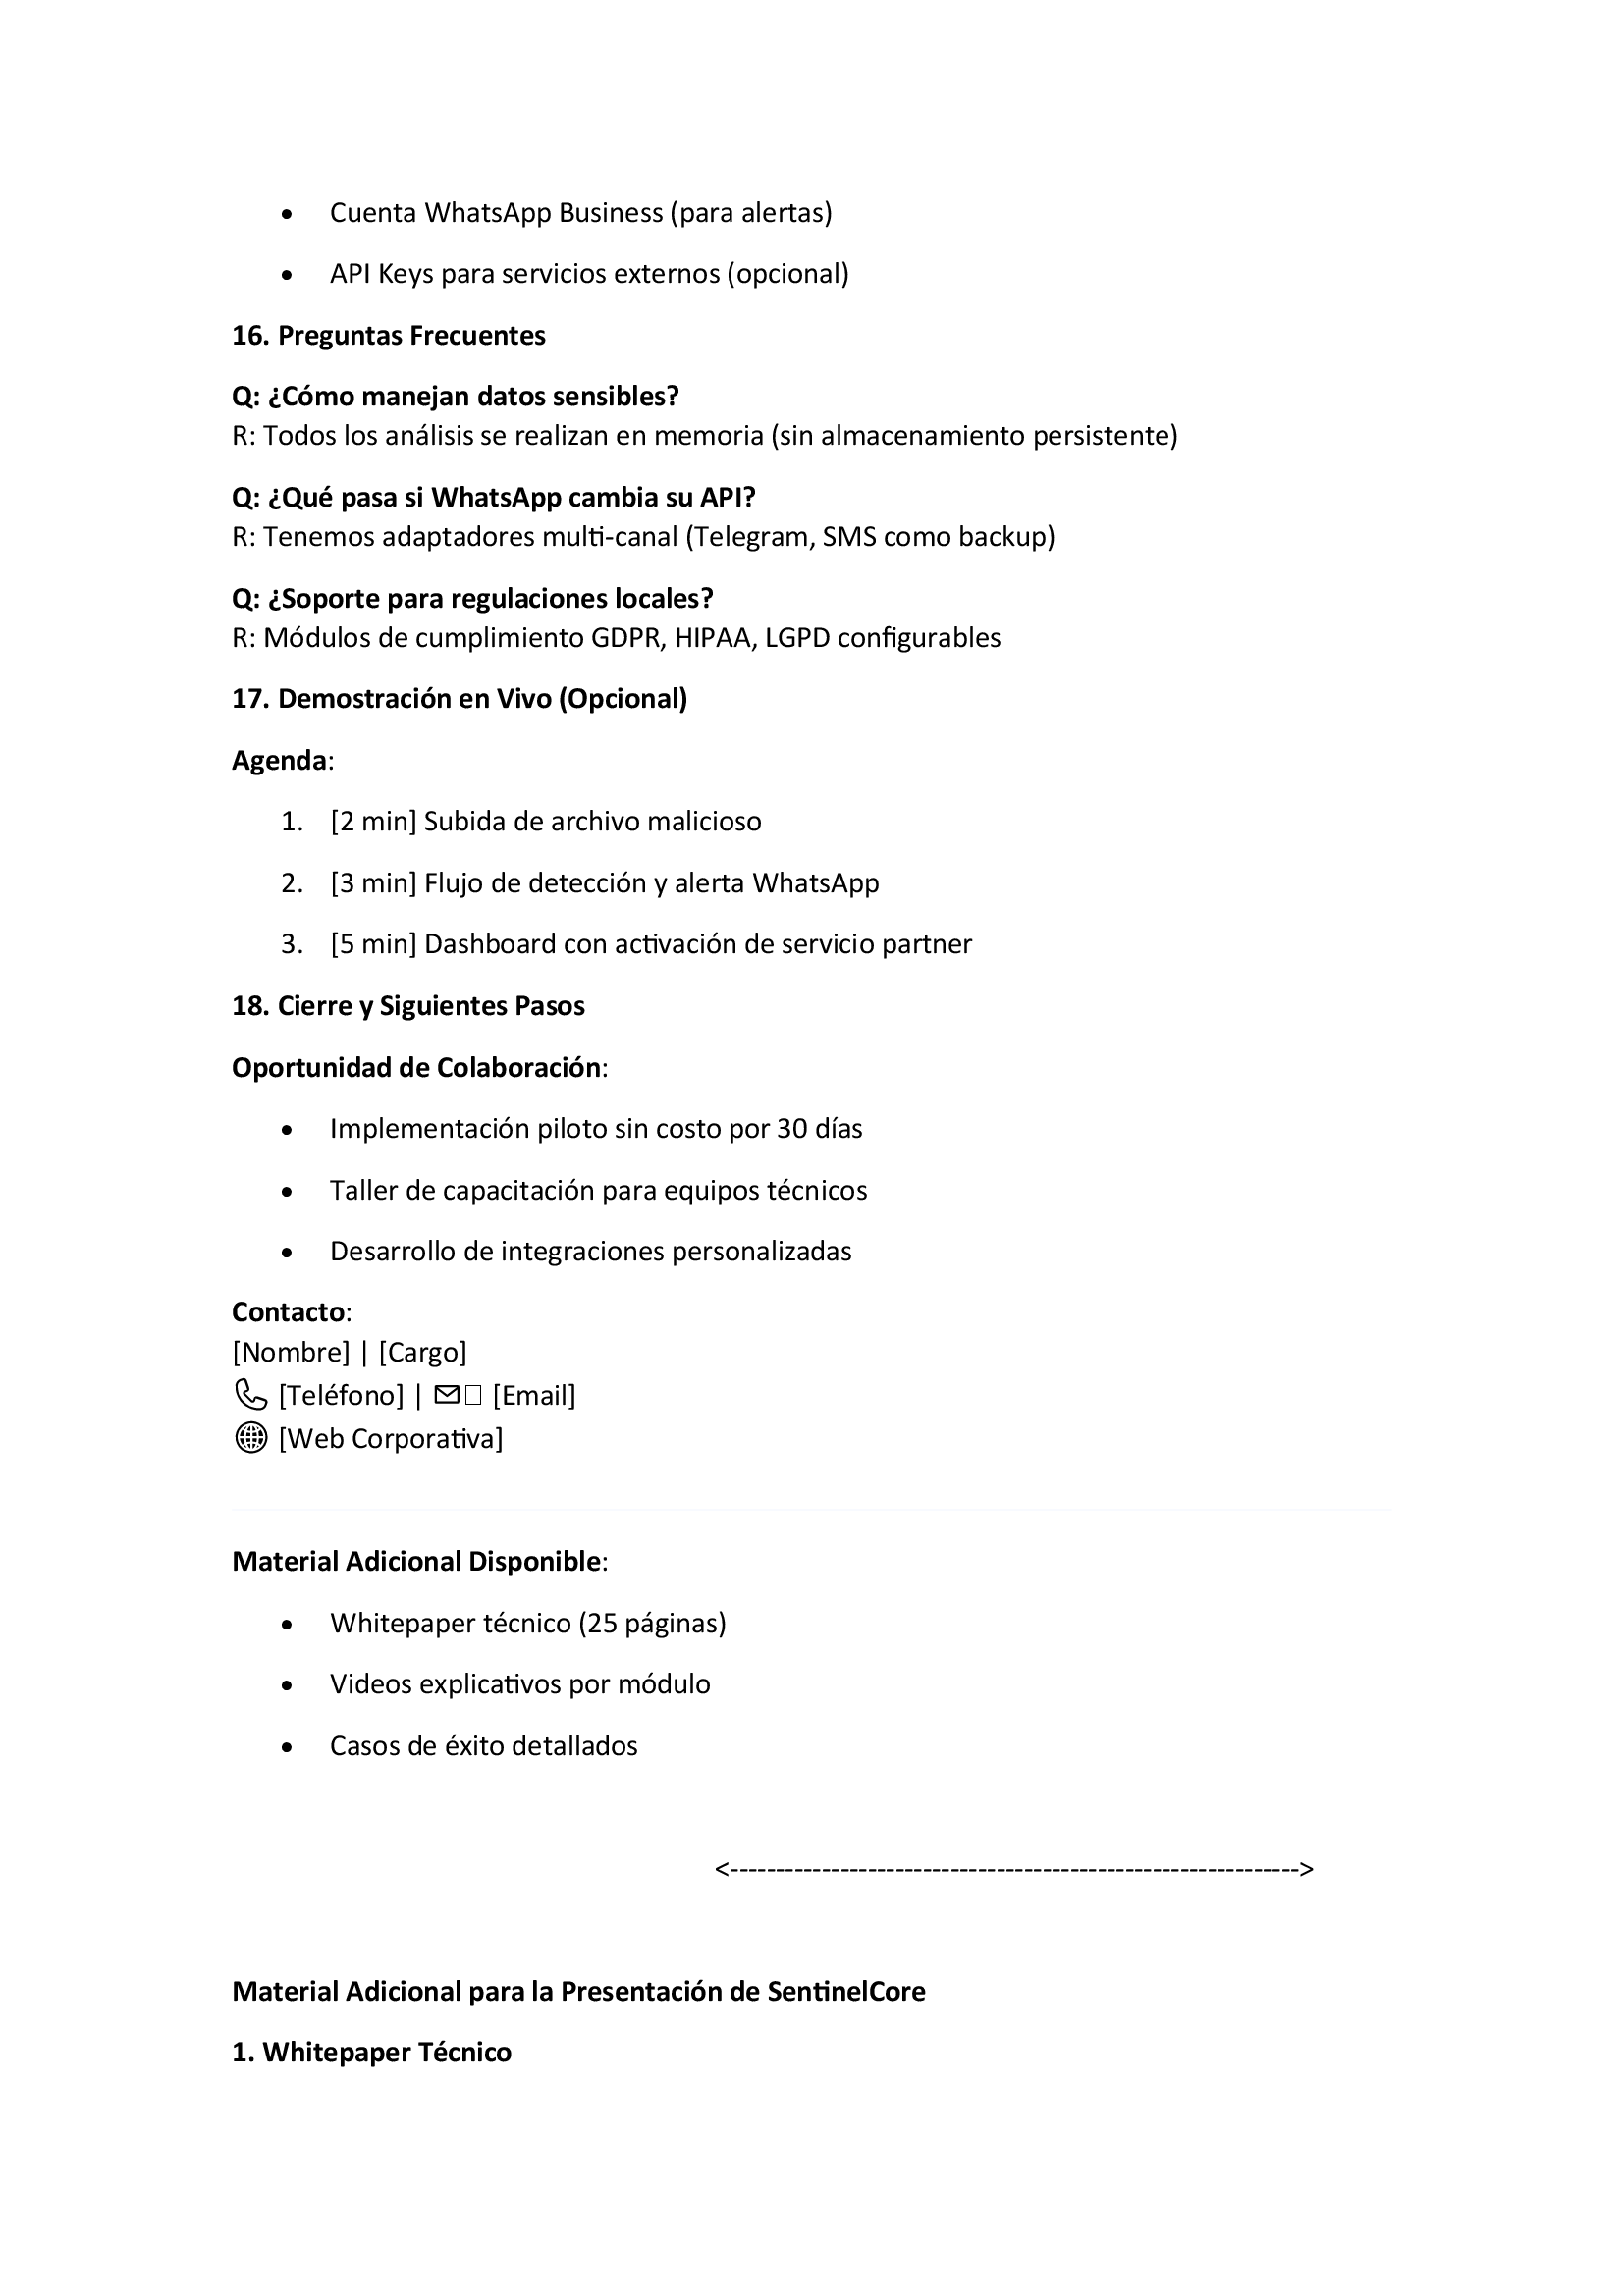 • Cuenta WhatsApp Business (para alertas)
• API Keys para servicios externos (opcional)
16. Preguntas Frecuentes
Q: ¿Cómo manejan datos sensibles?
R: Todos los análisis se realizan en memoria (sin almacenamiento persistente)
Q: ¿Qué pasa si WhatsApp cambia su API?
R: Tenemos adaptadores multi-canal (Telegram, SMS como backup)
Q: ¿Soporte para regulaciones locales?
R: Módulos de cumplimiento GDPR, HIPAA, LGPD configurables
17. Demostración en Vivo (Opcional)
Agenda:
1. [2 min] Subida de archivo malicioso
2. [3 min] Flujo de detección y alerta WhatsApp
3. [5 min] Dashboard con activación de servicio partner
18. Cierre y Siguientes Pasos
Oportunidad de Colaboración:
• Implementación piloto sin costo por 30 días
• Taller de capacitación para equipos técnicos
• Desarrollo de integraciones personalizadas
Contacto:
[Nombre] | [Cargo]
[Teléfono] | [Email]
[Web Corporativa]
Material Adicional Disponible:
• Whitepaper técnico (25 páginas)
• Videos explicativos por módulo
• Casos de éxito detallados
<-------------------------------------------------------------->
Material Adicional para la Presentación de SentinelCore
1. Whitepaper Técnico